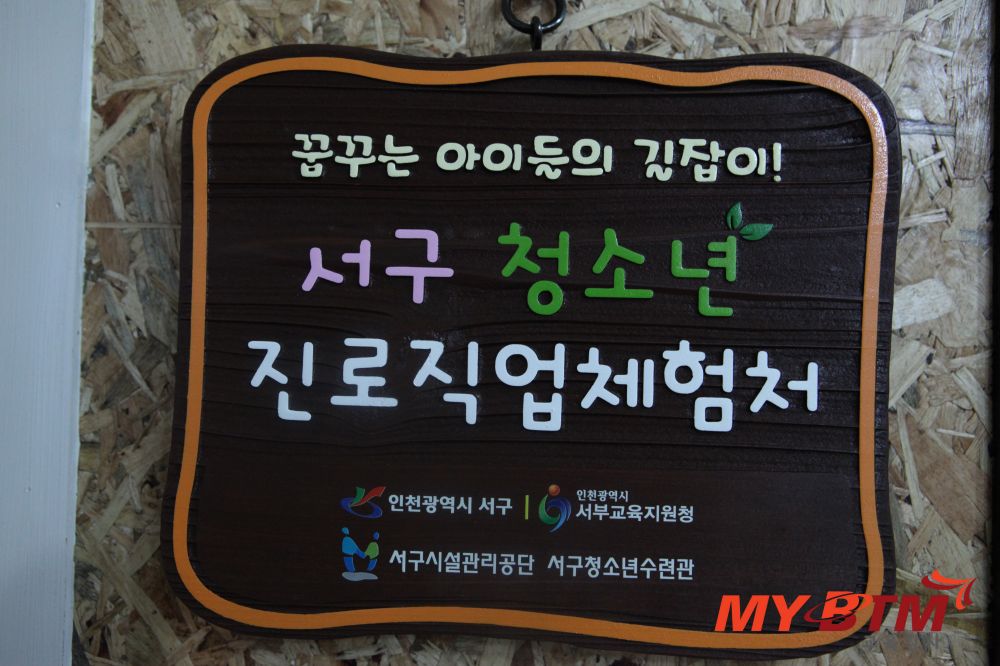 꿈꾸는 아이들의 길잡이!
서구 청소년
진로직업체험처
인천광역시 서구 | 인천광역시 서부교육지원청
서구시설관리공단 서구청소년수련관
MY BTM